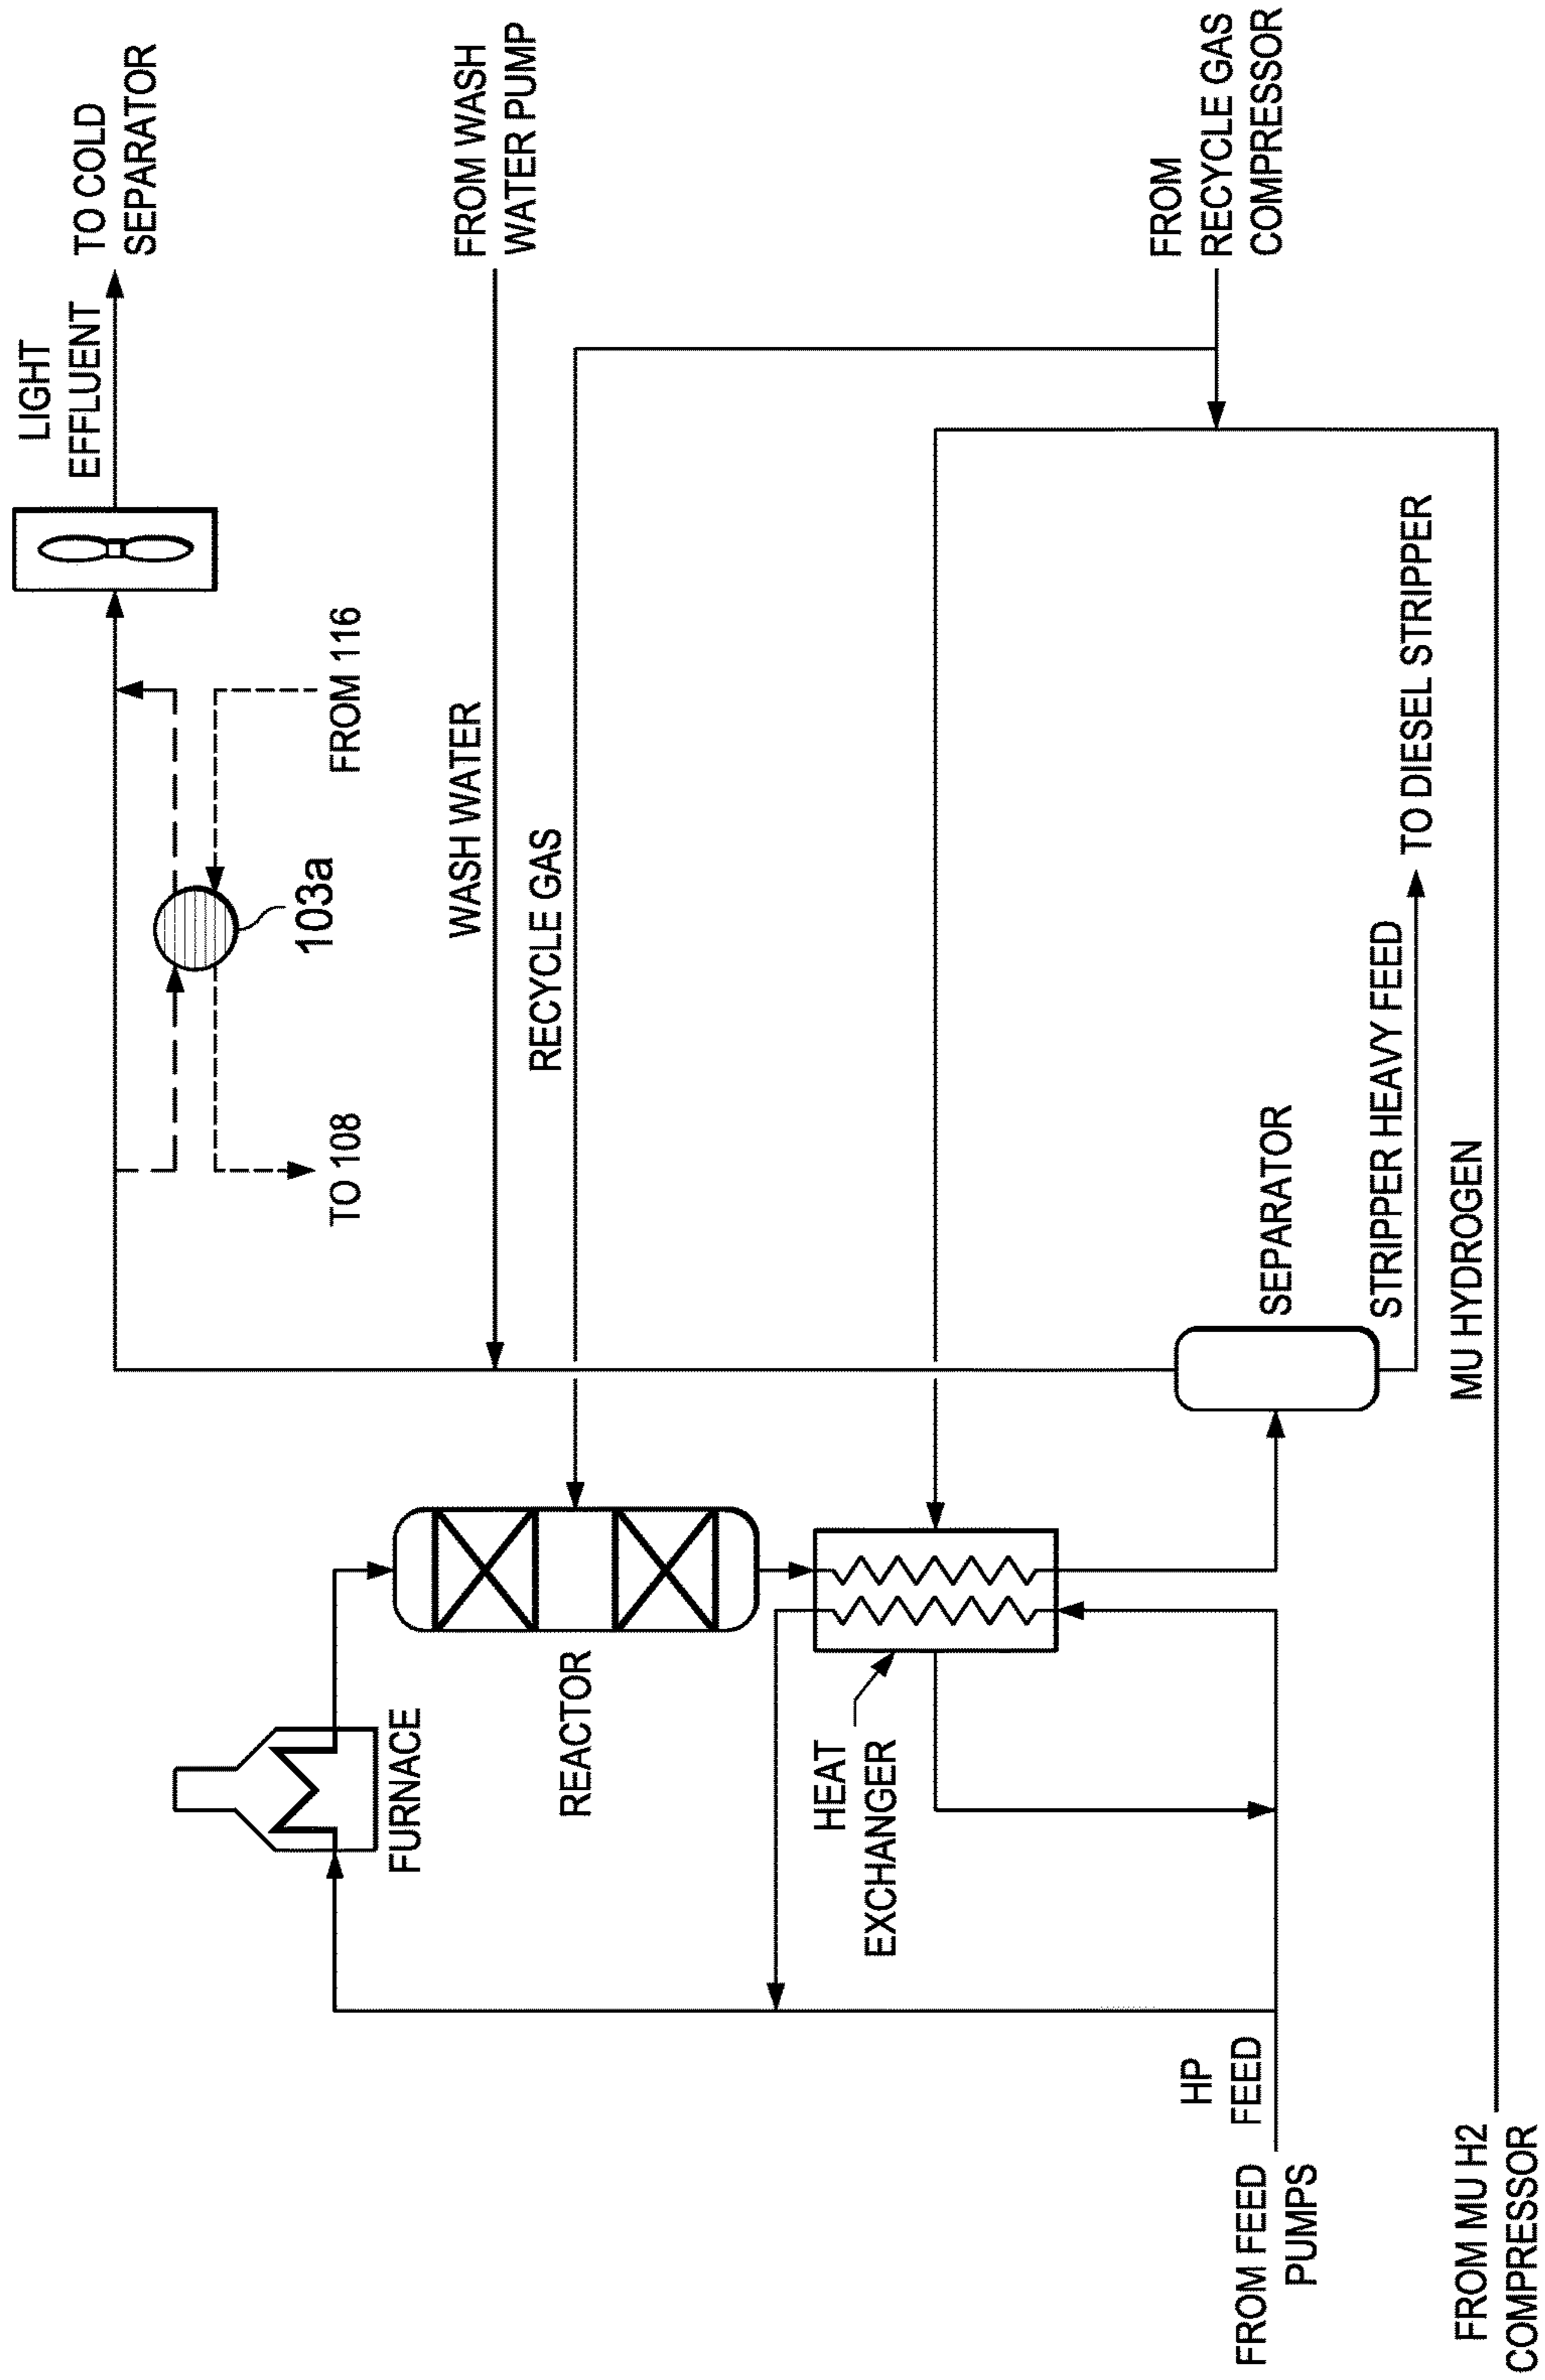 LIGHT
EFFLUENT
TO COLD
SEPARATOR
FROM 116
103a
TO 108
FROM WASH
WATER PUMP
WASH WATER
RECYCLE GAS
FURNACE
REACTOR
HEAT
EXCHANGER
FROM
RECYCLE GAS
COMPRESSOR
SEPARATOR
STRIPPER HEAVY FEED
TO DIESEL STRIPPER
HP
FEED
FROM FEED
PUMPS
MU HYDROGEN
FROM MU H2
COMPRESSOR